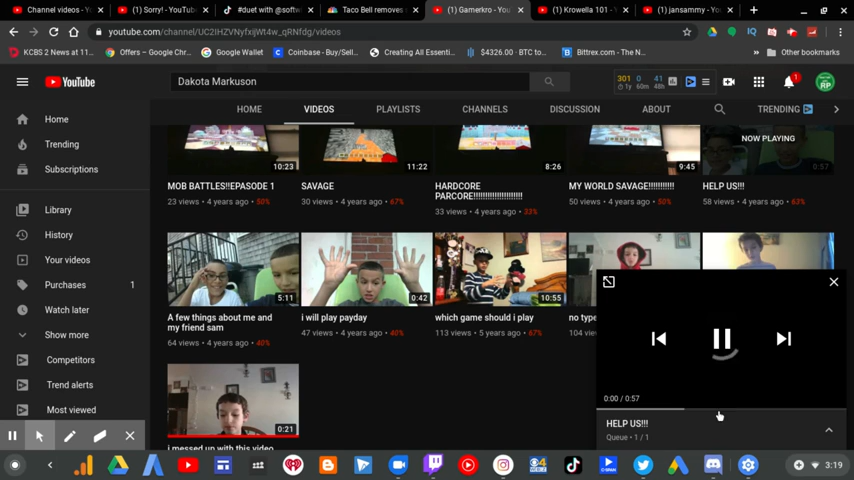 Channel videos - Y
(1) Sorry! - YouTub
#duet with @softw
Taco Bell removes
(1) Gamerkro - You
(1) Krowella 101 -
(1) jansammy - You
youtube.com/channel/UC2IHZVNyfxijWt4w_qRNfdg/videos
KCBS 2 News at 11:...
Offers – Google Chr...
Google Wallet
Coinbase - Buy/Sell...
Creating All Essenti...
$4326.00 - BTC to...
Bittrex.com - The N...
Other bookmarks
YouTube
Dakota Markuson
301 0 41
1y 60m 48h
1
RP
HOME VIDEOS PLAYLISTS CHANNELS DISCUSSION ABOUT TRENDING
Home
Trending
Subscriptions
Library
History
Your videos
Purchases 1
Watch later
Show more
Competitors
Trend alerts
Most viewed
10:23
MOB BATTLES!!EPASODE 1
23 views • 4 years ago • 50%
11:22
SAVAGE
30 views • 4 years ago • 67%
8:26
HARDCORE
PARCORE!!!!!!!!!!!!!!!!!!!!
33 views • 4 years ago • 33%
9:45
MY WORLD SAVAGE!!!!!!!!!!
50 views • 4 years ago • 50%
NOW PLAYING
0:57
HELP US!!!
58 views • 4 years ago • 63%
5:11
A few things about me and
my friend sam
64 views • 4 years ago • 40%
0:42
i will play payday
47 views • 4 years ago • 40%
10:55
which game should i play
113 views • 5 years ago • 67%
no type
104 vie
0:21
i messed up with this video
0:00 / 0:57
HELP US!!!
Queue • 1 / 1
3:19